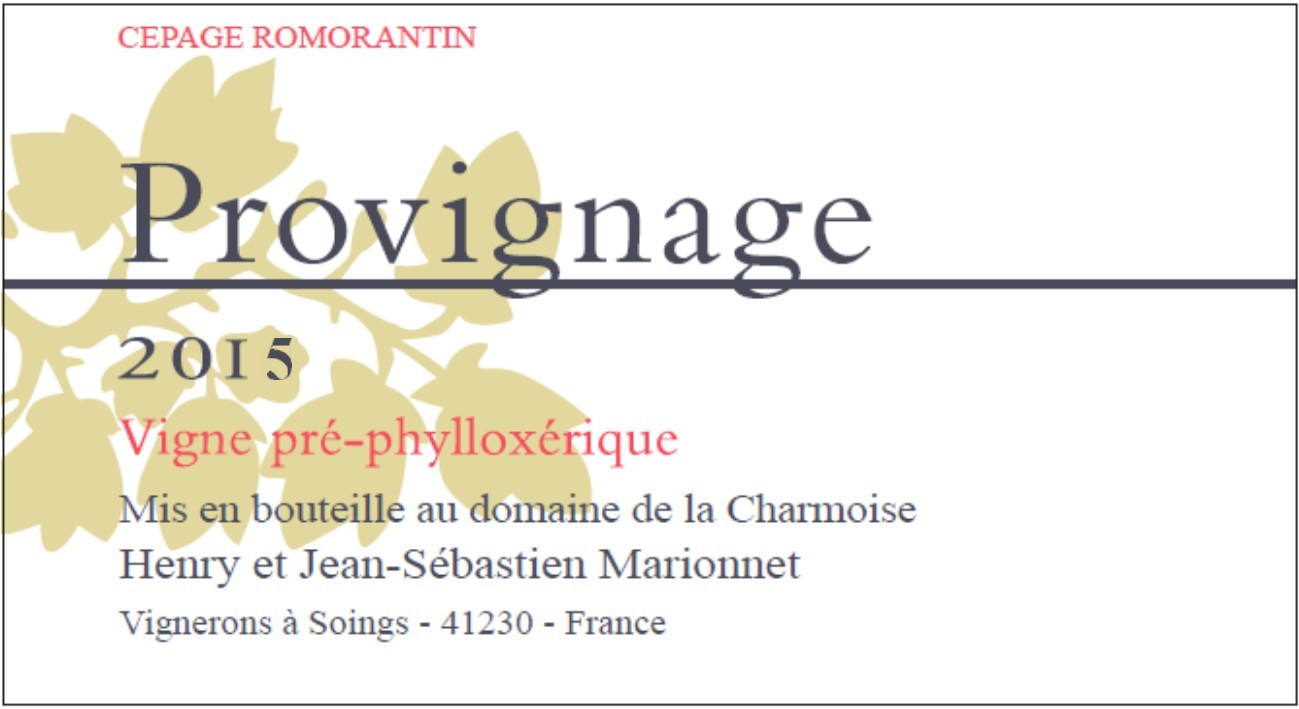 CEPAGE ROMORANTIN
Provignage
2015
Vigne pré-phylloxérique
Mis en bouteille au domaine de la Charmoise
Henry et Jean-Sébastien Marionnet
Vignerons à Soings - 41230 - France